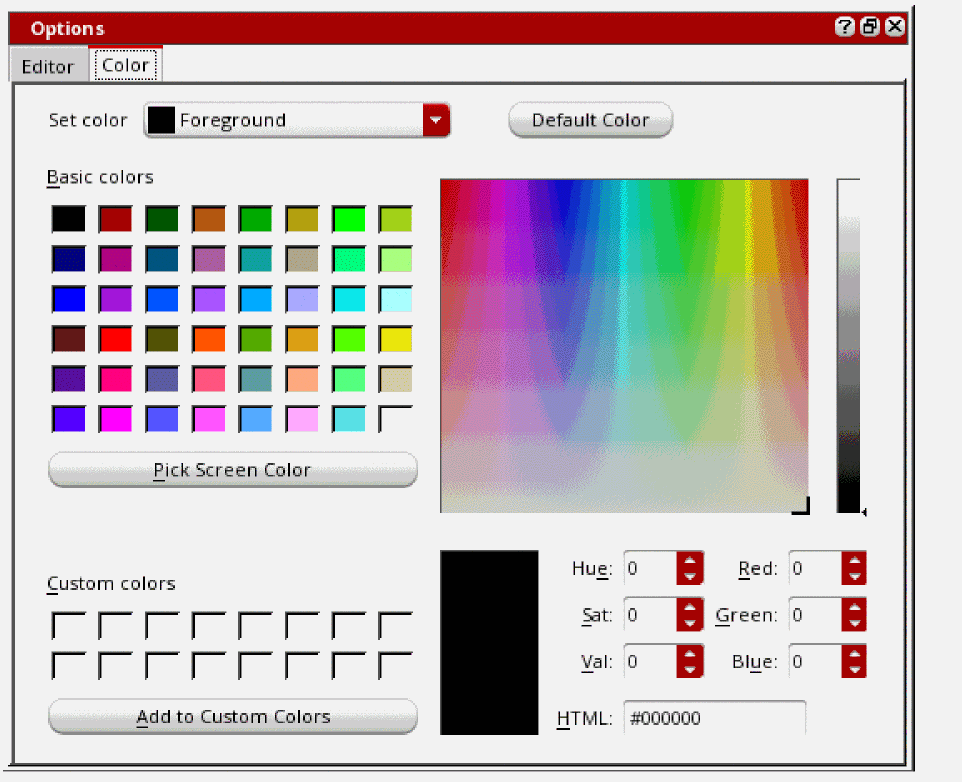 Options
Editor Color
Set color Foreground Default Color
Basic colors
Pick Screen Color
Custom colors
Hue: 0 Red: 0
Sat: 0 Green: 0
Val: 0 Blue: 0
Add to Custom Colors
HTML: #000000